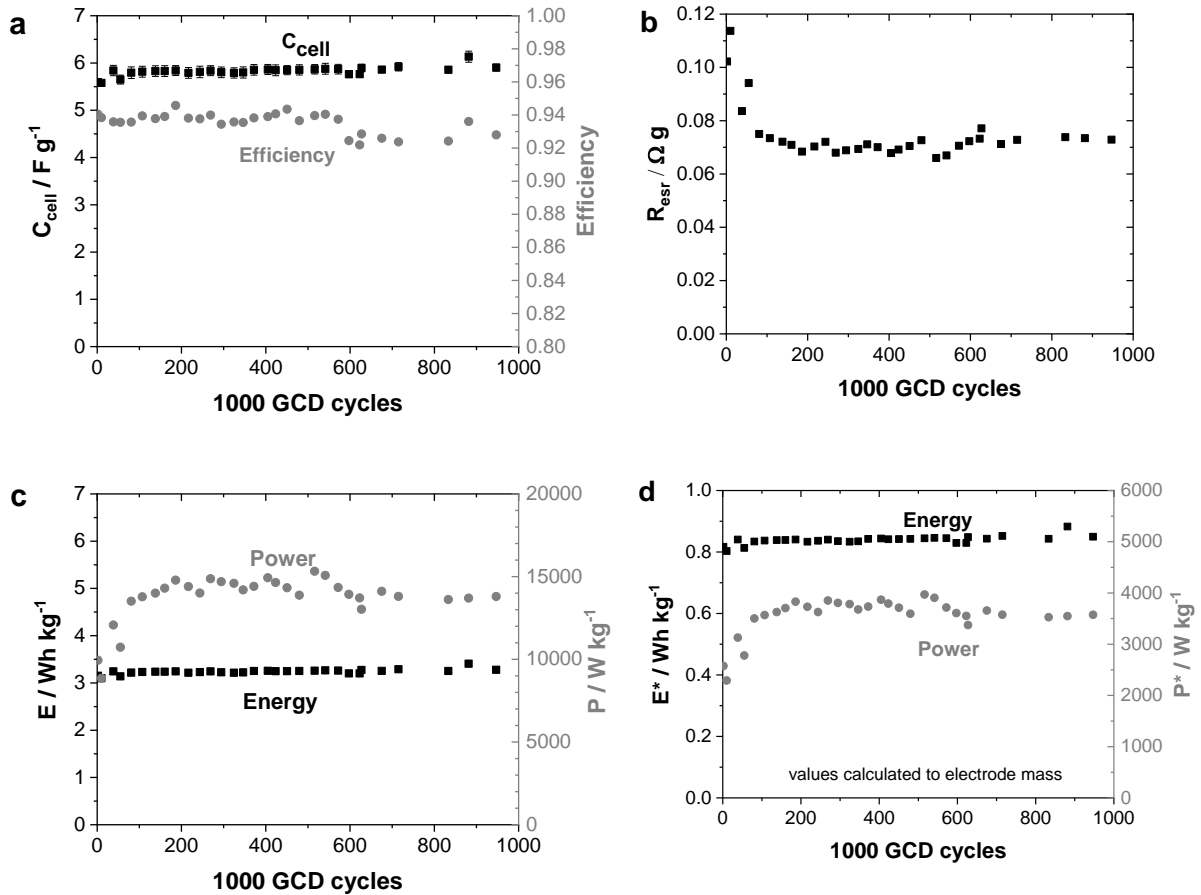 a
C_cell
Efficiency
C_cell / F g⁻¹
7
6
5
4
3
2
1
0
1.00
0.98
0.96
0.94
0.92
0.90
0.88
0.86
0.84
0.82
0.80
Efficiency
0 200 400 600 800 1000
1000 GCD cycles
b
R_esr / Ω g
0.12
0.10
0.08
0.06
0.04
0.02
0.00
0 200 400 600 800 1000
1000 GCD cycles
c
Power
Energy
E / Wh kg⁻¹
7
6
5
4
3
2
1
0
20000
15000
10000
5000
0
P / W kg⁻¹
0 200 400 600 800 1000
1000 GCD cycles
d
Energy
Power
values calculated to electrode mass
E* / Wh kg⁻¹
1.0
0.8
0.6
0.4
0.2
0.0
6000
5000
4000
3000
2000
1000
0
P* / W kg⁻¹
0 200 400 600 800 1000
1000 GCD cycles